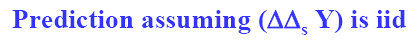 Prediction assuming (ΔΔₛ Y) is iid